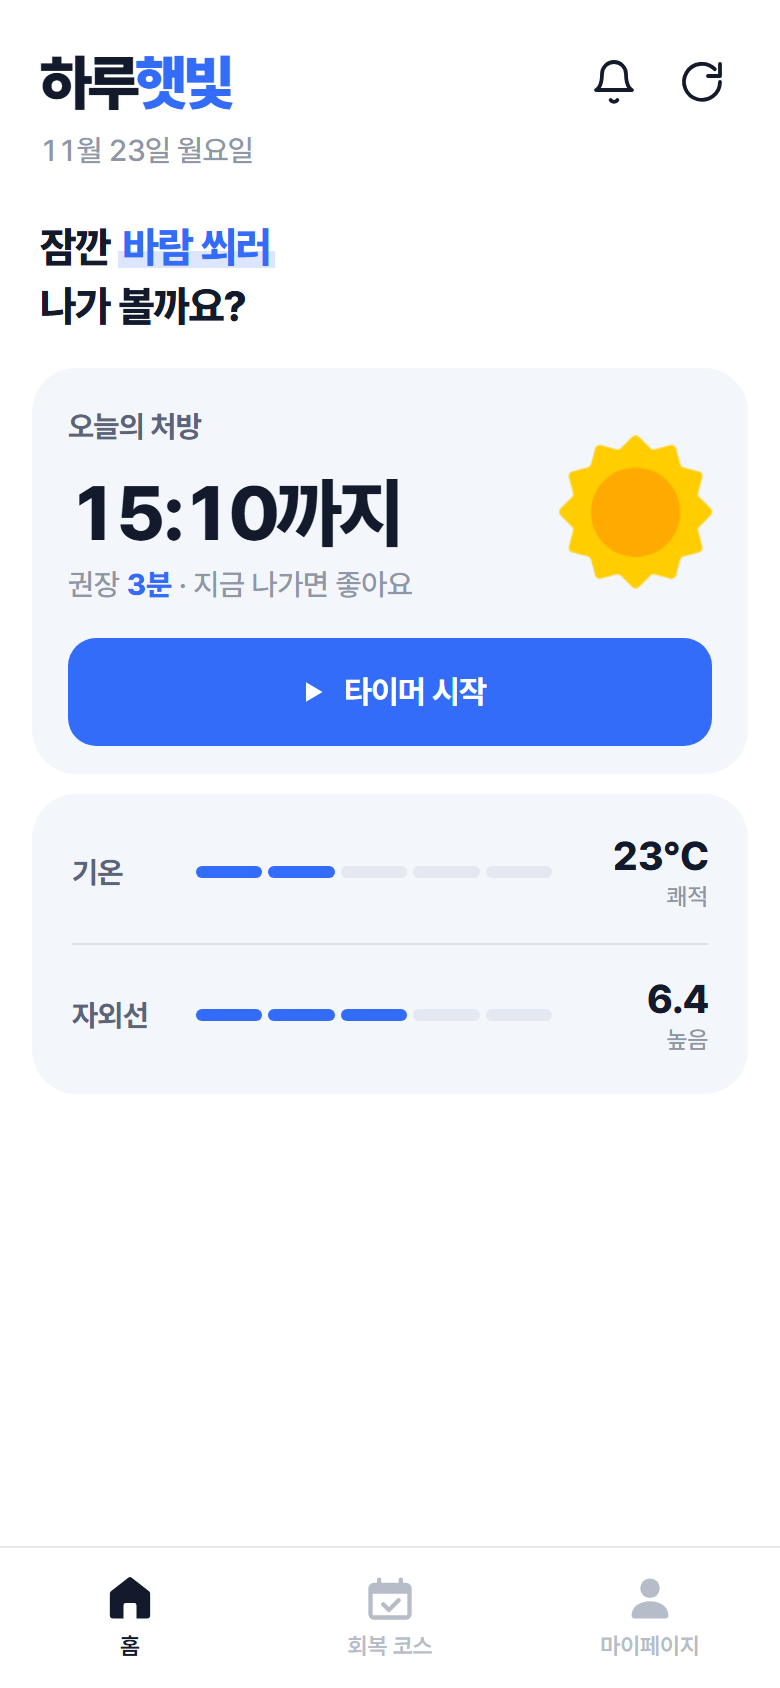 하루햇빛
11월 23일 월요일
잠깐 바람 쐬러
나가 볼까요?
오늘의 처방
15:10까지
권장 3분 · 지금 나가면 좋아요
타이머 시작
기온
23°C
쾌적
자외선
6.4
높음
홈
회복 코스
마이페이지